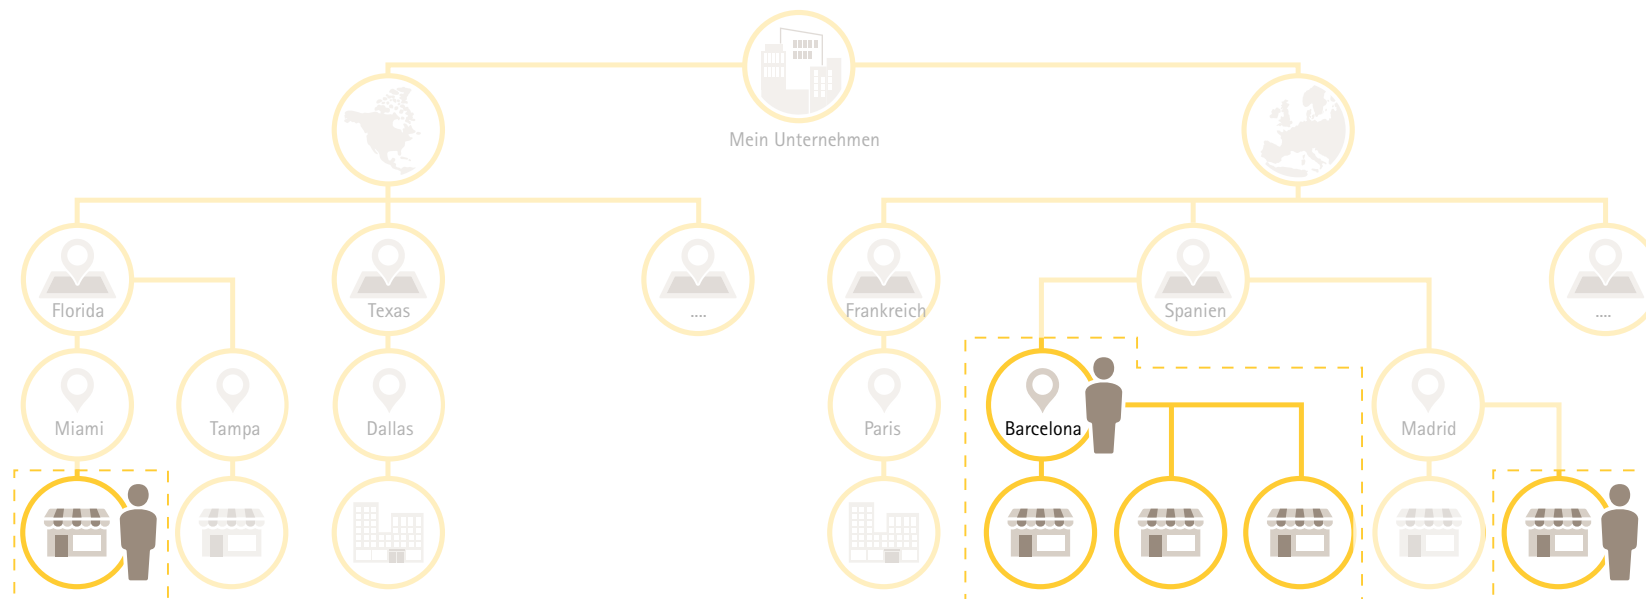 Mein Unternehmen
Florida
Texas
....
Frankreich
Spanien
....
Miami
Tampa
Dallas
Paris
Barcelona
Madrid